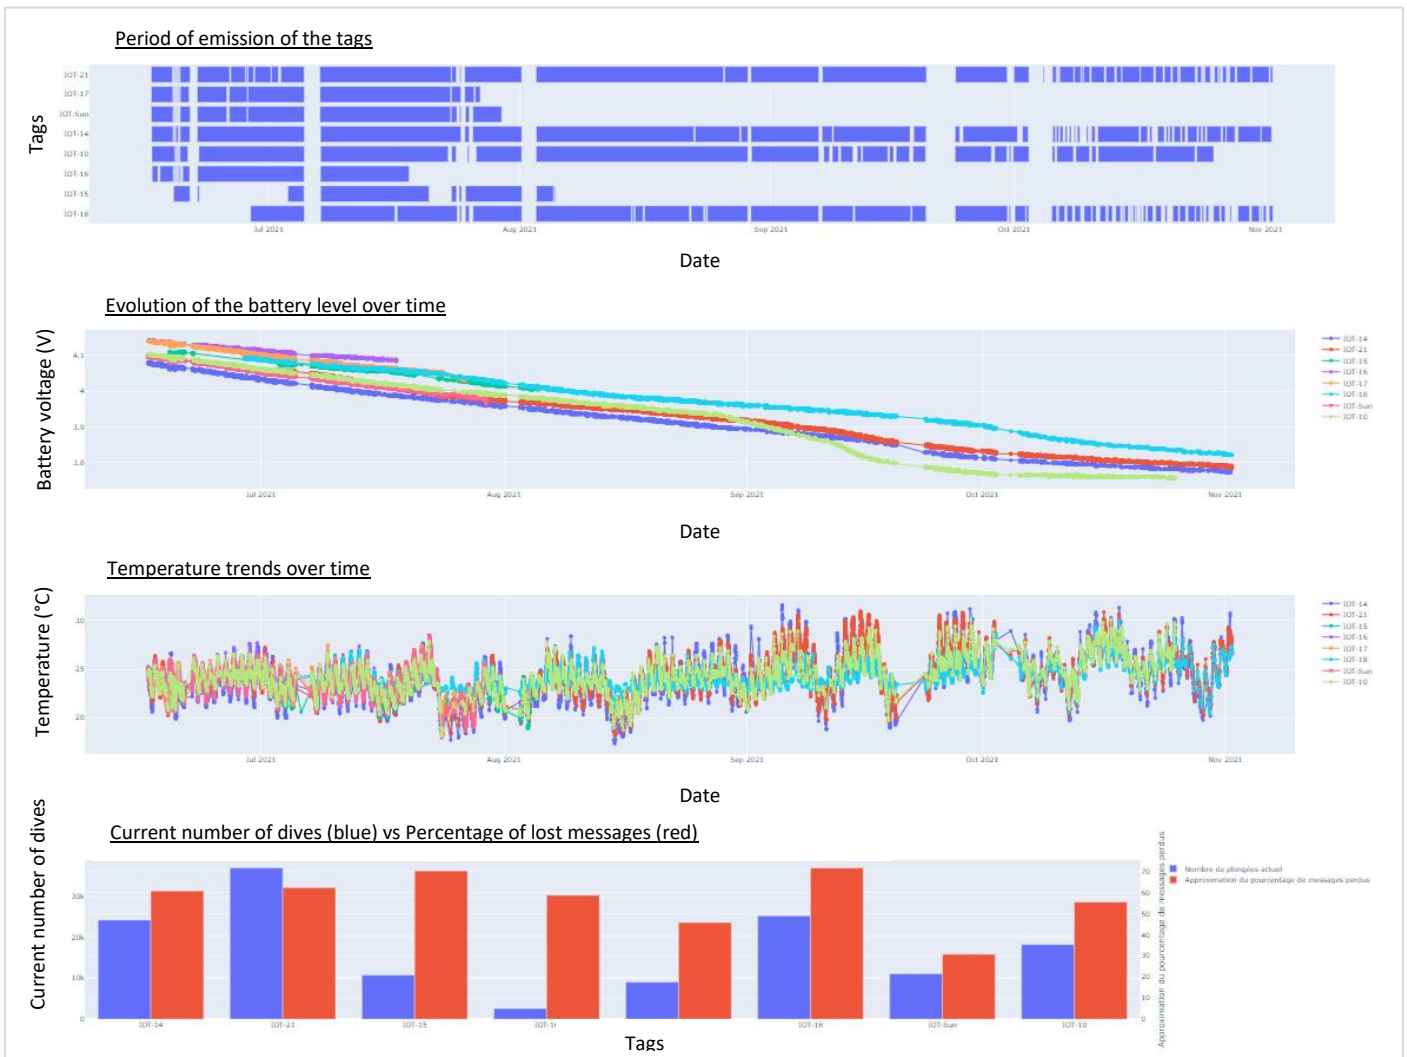 Period of emission of the tags
Tags
IOT-21
IOT-17
IOT-Sun
IOT-14
IOT-10
IOT-16
IOT-15
IOT-18
Jul 2021
Aug 2021
Sep 2021
Oct 2021
Nov 2021
Date
Evolution of the battery level over time
Battery voltage (V)
4.1
4
3.9
3.8
Jul 2021
Aug 2021
Sep 2021
Oct 2021
Nov 2021
IOT-14
IOT-21
IOT-15
IOT-16
IOT-17
IOT-18
IOT-Sun
IOT-10
Date
Temperature trends over time
Temperature (°C)
30
25
20
Jul 2021
Aug 2021
Sep 2021
Oct 2021
Nov 2021
IOT-14
IOT-21
IOT-15
IOT-16
IOT-17
IOT-18
IOT-Sun
IOT-10
Date
Current number of dives (blue) vs Percentage of lost messages (red)
Current number of dives
30k
20k
10k
0
70
60
50
40
30
20
10
0
Approximation du pourcentage de messages perdus
Nombre de plongées actuel
Approximation du pourcentage de messages perdus
IOT-14
IOT-21
IOT-15
IOT-1
IOT-18
IOT-Sun
IOT-10
Tags